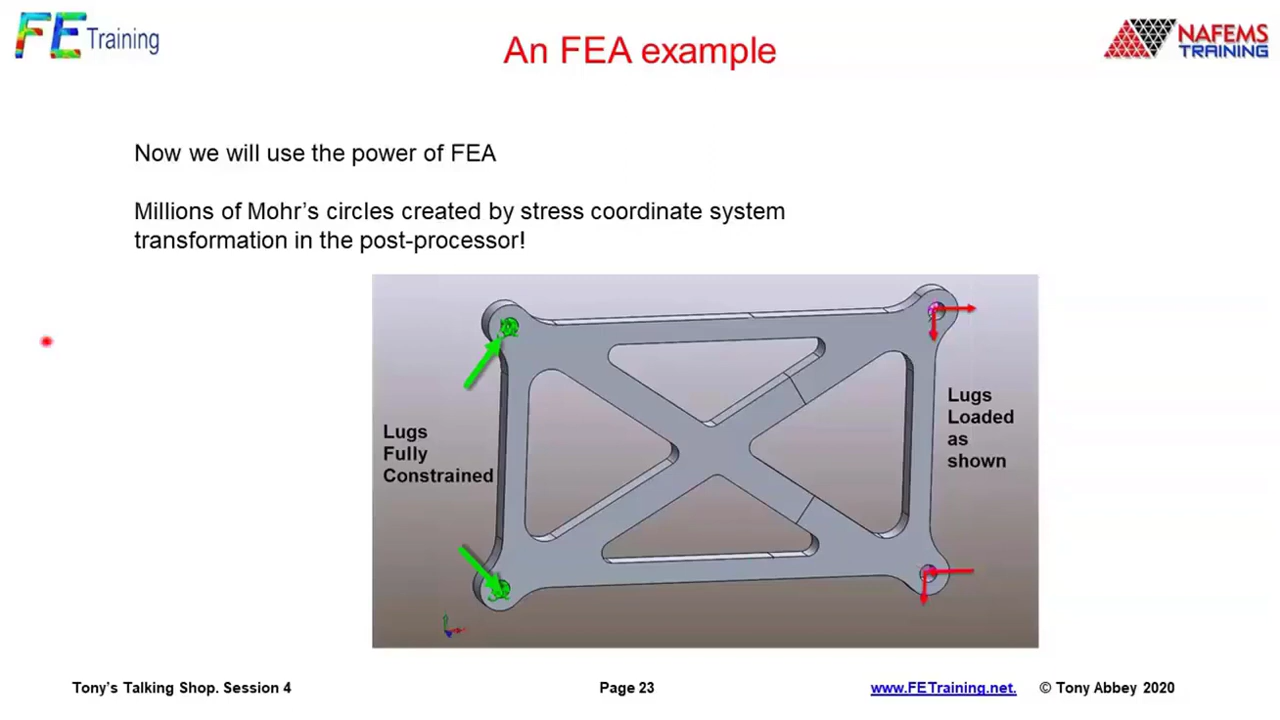 FE Training
An FEA example
NAFEMS
TRAINING
Now we will use the power of FEA
Millions of Mohr's circles created by stress coordinate system
transformation in the post-processor!
Lugs
Fully
Constrained
Lugs
Loaded
as
shown
Tony's Talking Shop. Session 4
Page 23
www.FETraining.net.
© Tony Abbey 2020